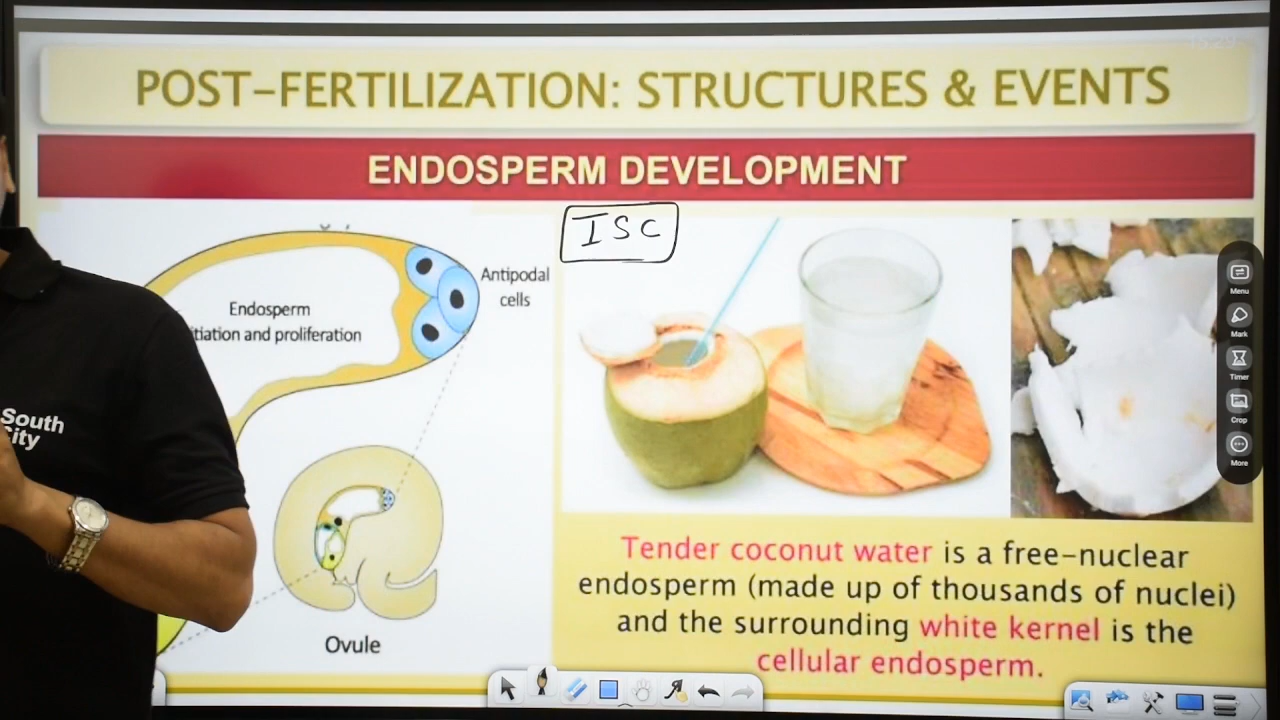 POST-FERTILIZATION: STRUCTURES & EVENTS
ENDOSPERM DEVELOPMENT
ISC
Antipodal
cells
Endosperm
itiation and proliferation
Ovule
Tender coconut water is a free-nuclear
endosperm (made up of thousands of nuclei)
and the surrounding white kernel is the
cellular endosperm.
South
City
Menu
Mark
Timer
Crop
More